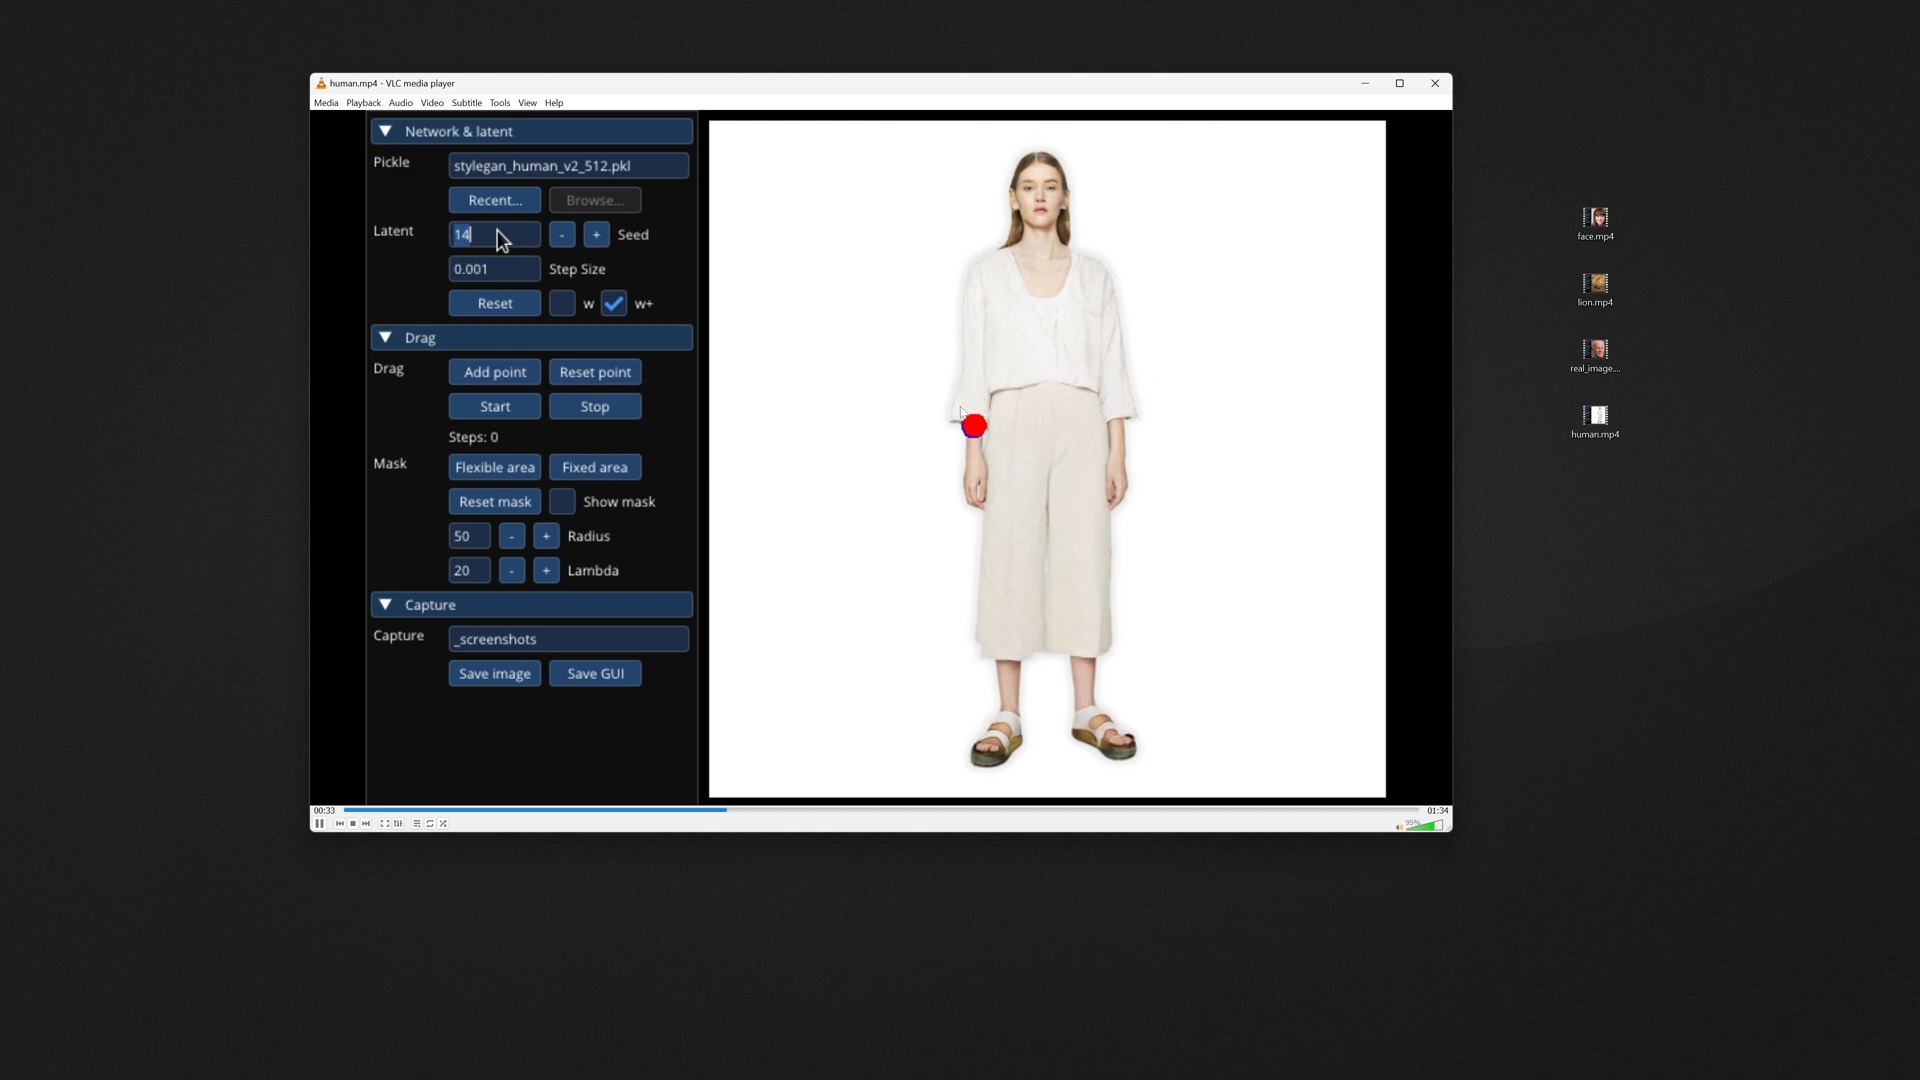 human.mp4 - VLC media player
Media Playback Audio Video Subtitle Tools View Help
Network & latent
Pickle stylegan_human_v2_512.pkl
Recent... Browse...
Latent 14 - + Seed
0.001 Step Size
Reset w w+
Drag
Drag Add point Reset point
Start Stop
Steps: 0
Mask Flexible area Fixed area
Reset mask Show mask
50 - + Radius
20 - + Lambda
Capture
Capture _screenshots
Save image Save GUI
00:33 01:34
95%
face.mp4
lion.mp4
real_image....
human.mp4